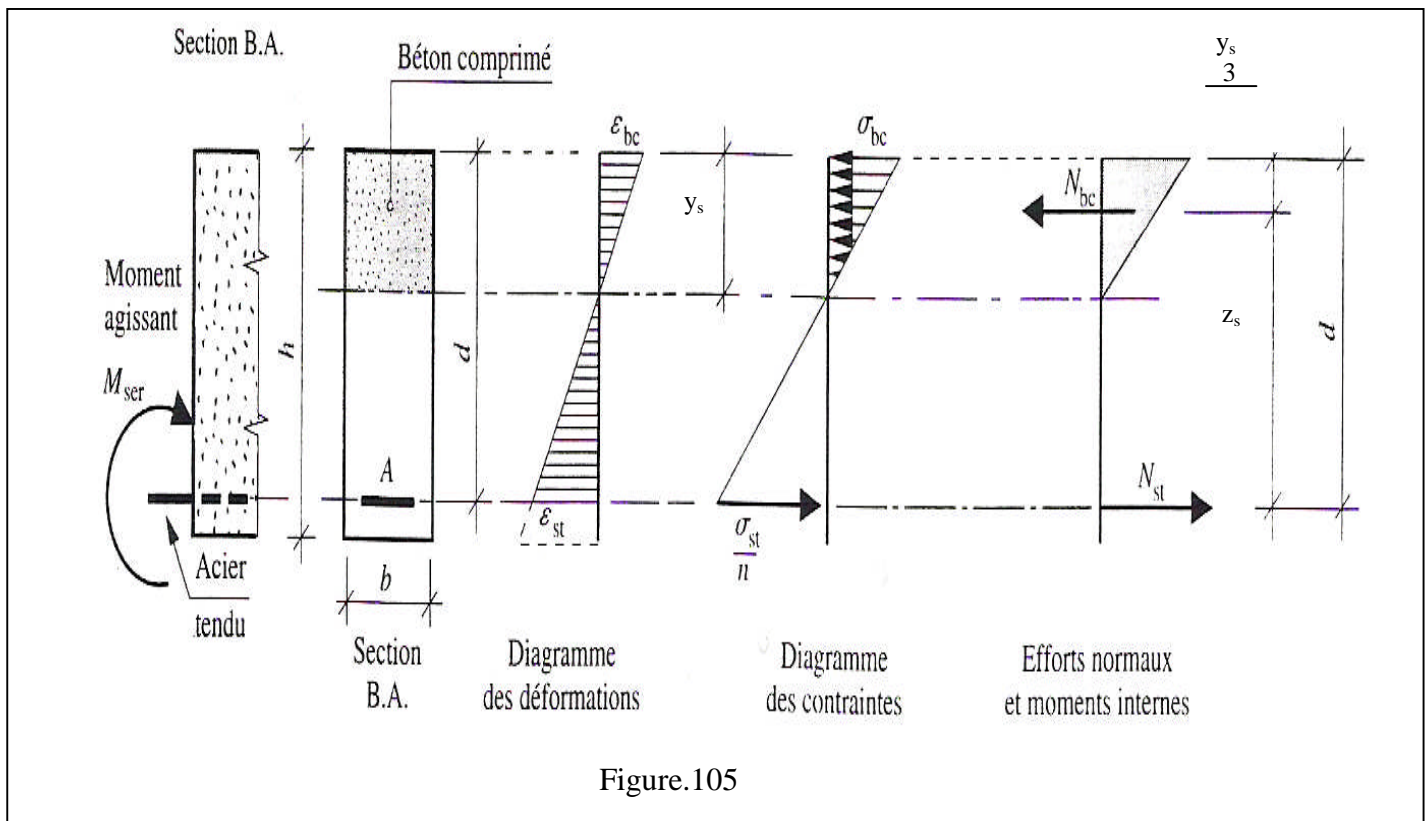 Section B.A.
Béton comprimé
y_s
3
ε_bc
σ_bc
N_bc
y_s
Moment
agissant
M_ser
h
d
z_s
d
A
N_st
ε_st
σ_st
n
Acier
tendu
b
Section
B.A.
Diagramme
des déformations
Diagramme
des contraintes
Efforts normaux
et moments internes
Figure.105